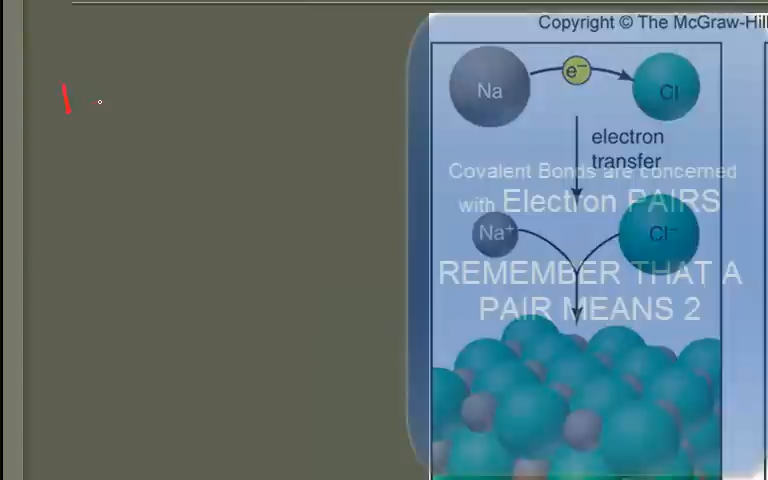 Copyright © The McGraw-Hill
Na
e⁻
Cl
electron
transfer
Covalent Bonds are concerned
with Electron PAIRS
Na⁺
Cl⁻
REMEMBER THAT A
PAIR MEANS 2